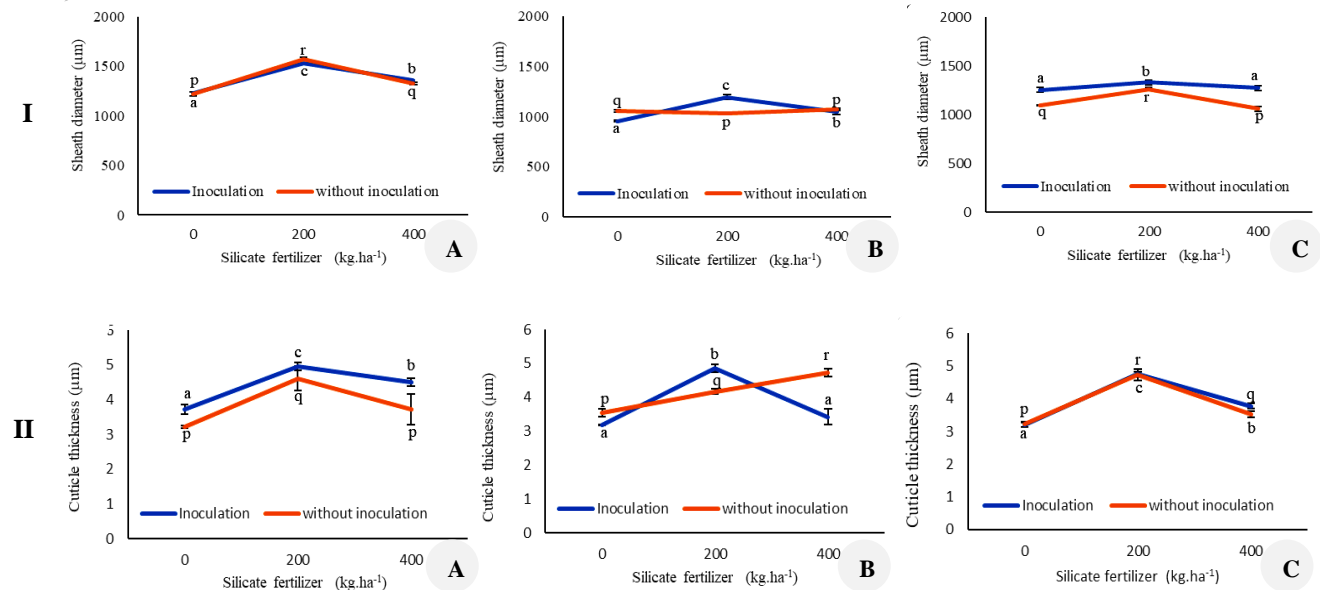 I
2000
1500
1000
500
0
Sheath diameter (µm)
p
a
r
c
b
q
Inoculation
without inoculation
0
200
400
Silicate fertilizer (kg.ha-1)
A
2000
1500
1000
500
0
Sheath diameter (µm)
q
a
c
p
p
b
Inoculation
without inoculation
0
200
400
Silicate fertilizer (kg.ha-1)
B
2000
1500
1000
500
0
Sheath diameter (µm)
a
q
b
r
a
p
Inoculation
without inoculation
0
200
400
Silicate fertilizer (kg.ha-1)
C
II
5
5
4
4
3
2
1
1
0
Cuticle thickness (µm)
a
p
c
q
b
p
Inoculation
without inoculation
0
200
400
Silicate fertilizer (kg.ha-1)
A
6
5
4
3
2
1
0
Cuticle thickness (µm)
p
a
b
q
r
a
Inoculation
without inoculation
0
200
400
Silicate fertilizer (kg.ha-1)
B
6
5
4
3
2
1
0
Cuticle thickness (µm)
p
a
r
c
q
b
Inoculation
without inoculation
0
200
400
Silicate fertilizer (kg.ha-1)
C